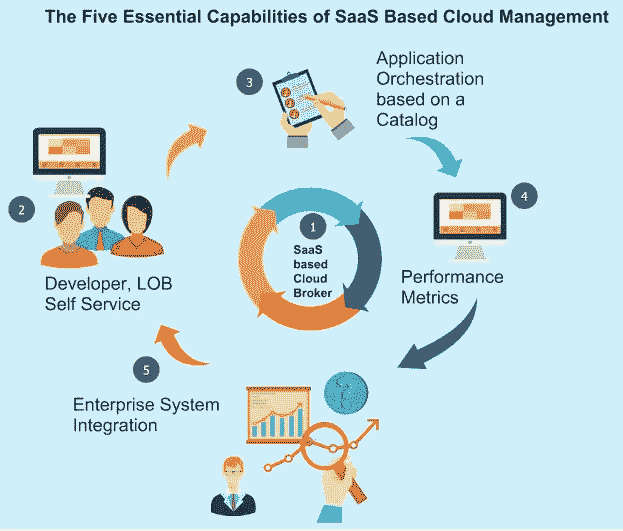 The Five Essential Capabilities of SaaS Based Cloud Management
1
SaaS
based
Cloud
Broker
2
Developer, LOB
Self Service
3
Application
Orchestration
based on a
Catalog
4
Performance
Metrics
5
Enterprise System
Integration